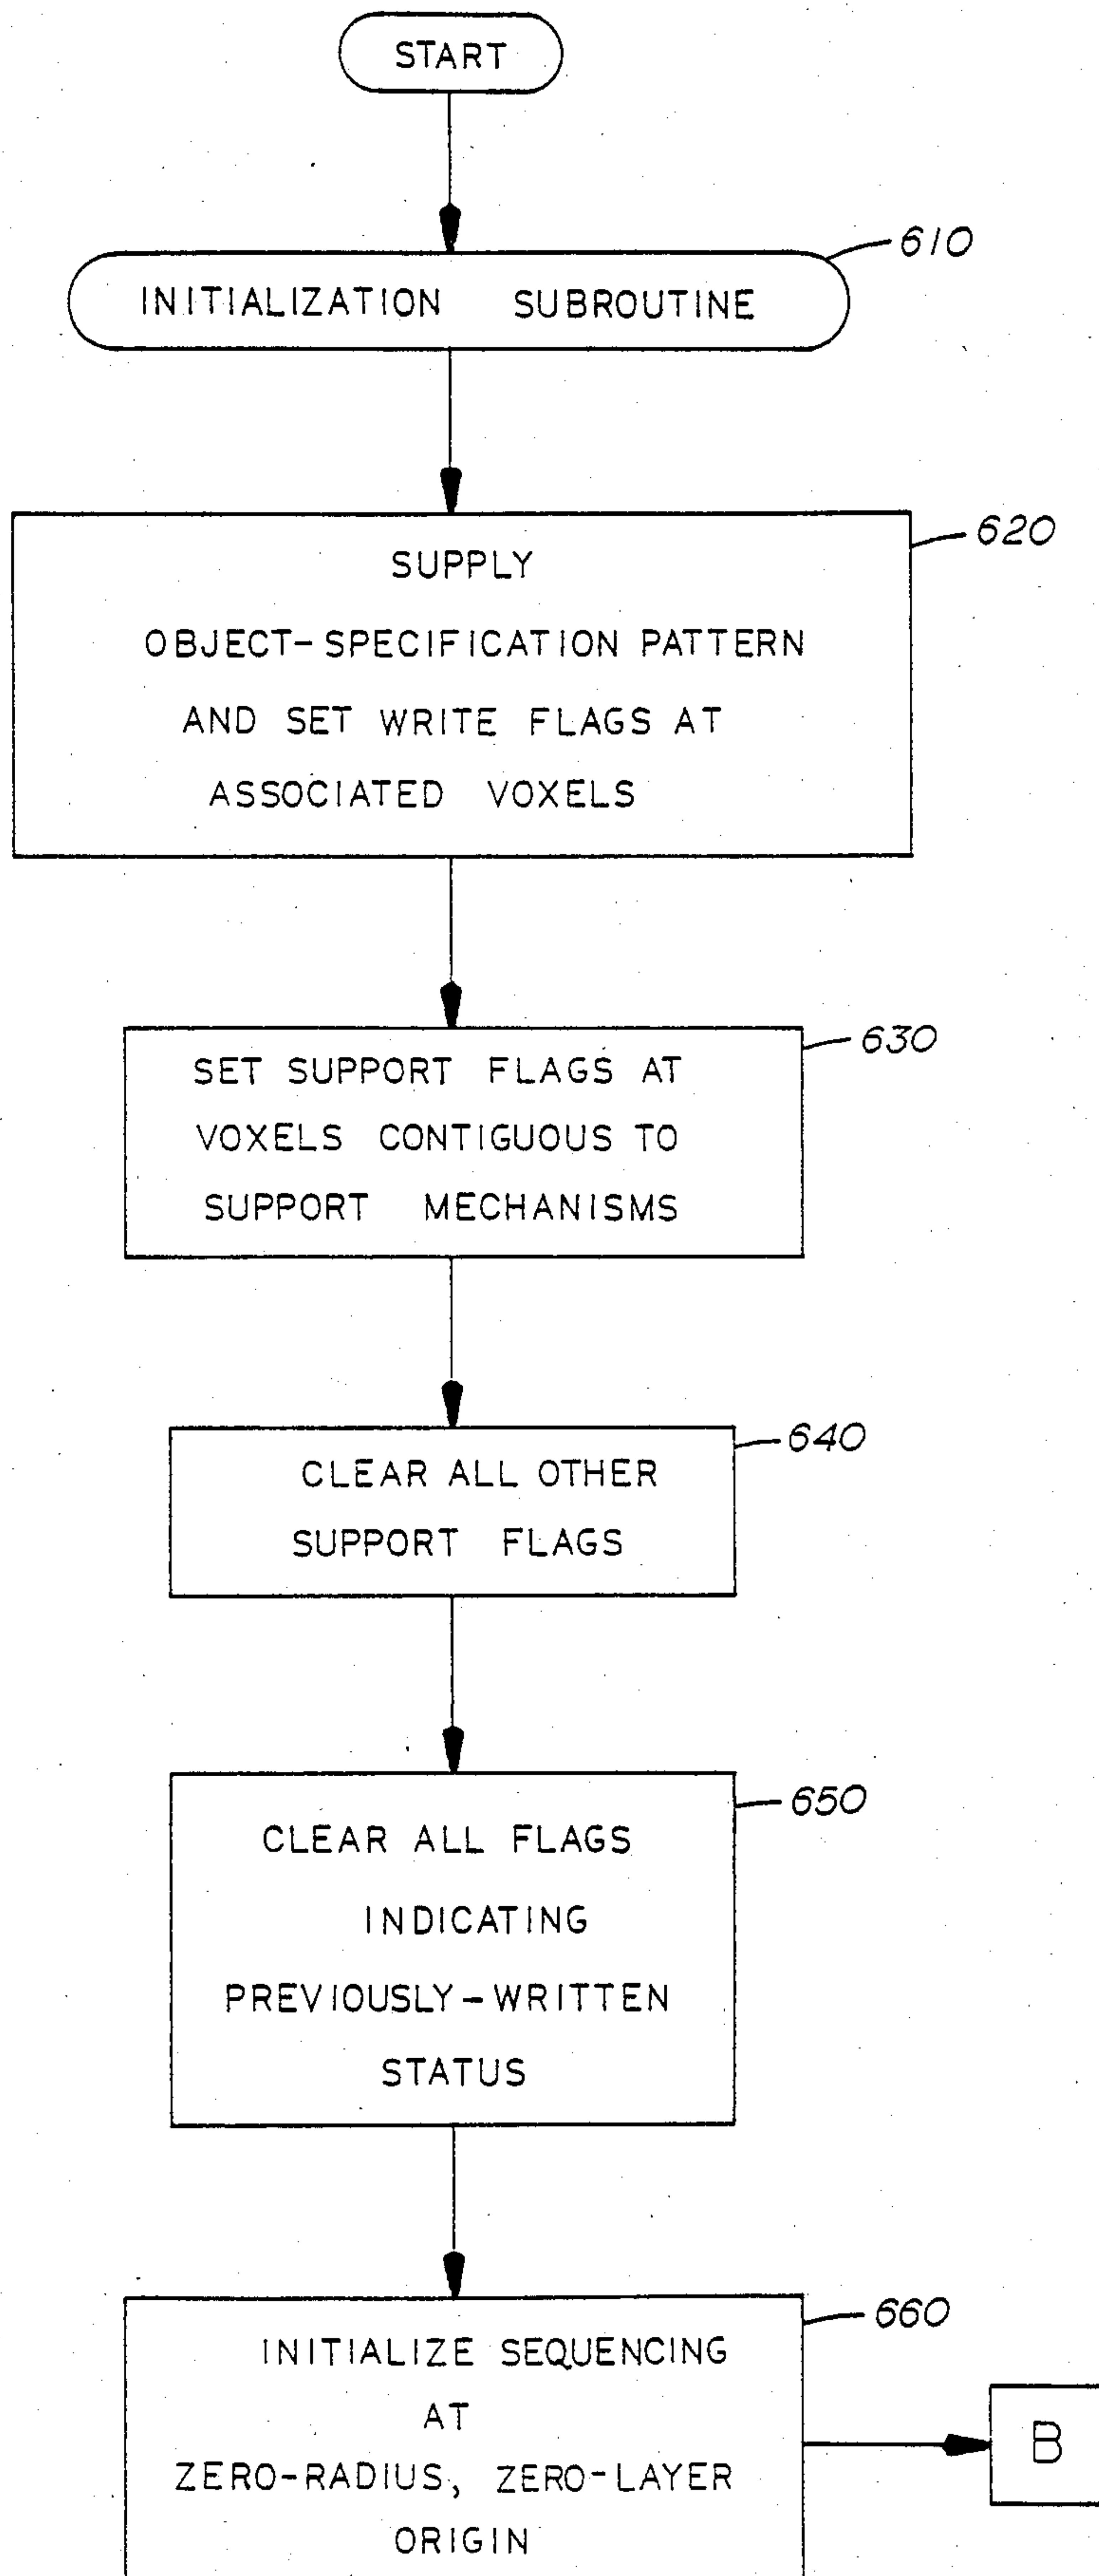 START
610
INITIALIZATION SUBROUTINE
620
SUPPLY
OBJECT-SPECIFICATION PATTERN
AND SET WRITE FLAGS AT
ASSOCIATED VOXELS
630
SET SUPPORT FLAGS AT
VOXELS CONTIGUOUS TO
SUPPORT MECHANISMS
640
CLEAR ALL OTHER
SUPPORT FLAGS
650
CLEAR ALL FLAGS
INDICATING
PREVIOUSLY-WRITTEN
STATUS
660
INITIALIZE SEQUENCING
AT
ZERO-RADIUS, ZERO-LAYER
ORIGIN
B